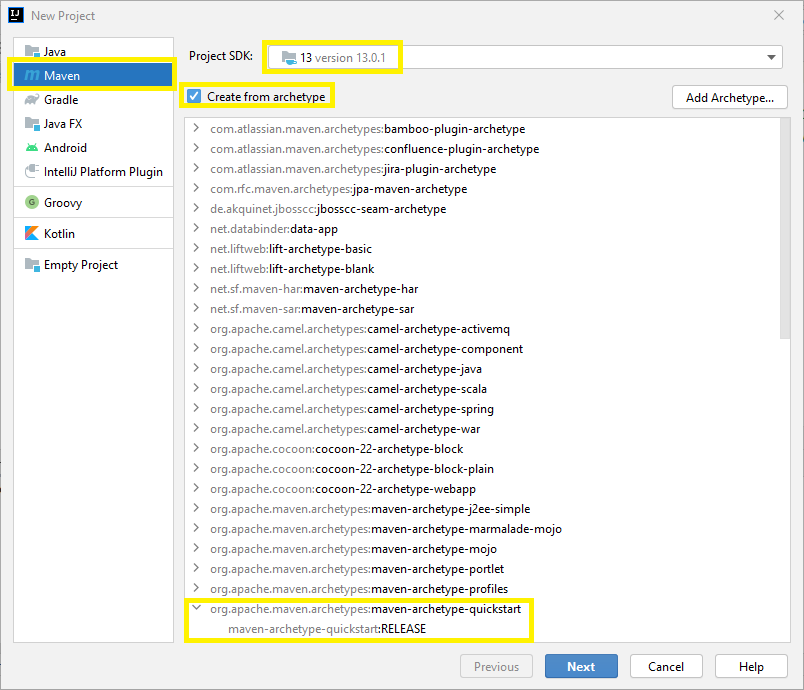 New Project
Java
Maven
Gradle
Java FX
Android
IntelliJ Platform Plugin
Groovy
Kotlin
Empty Project
Project SDK: 13 version 13.0.1
Create from archetype
Add Archetype...
com.atlassian.maven.archetypes:bamboo-plugin-archetype
com.atlassian.maven.archetypes:confluence-plugin-archetype
com.atlassian.maven.archetypes:jira-plugin-archetype
com.rfc.maven.archetypes:jpa-maven-archetype
de.akquinet.jbosscc:jbosscc-seam-archetype
net.databinder:data-app
net.liftweb:lift-archetype-basic
net.liftweb:lift-archetype-blank
net.sf.maven-har:maven-archetype-har
net.sf.maven-sar:maven-archetype-sar
org.apache.camel.archetypes:camel-archetype-activemq
org.apache.camel.archetypes:camel-archetype-component
org.apache.camel.archetypes:camel-archetype-java
org.apache.camel.archetypes:camel-archetype-scala
org.apache.camel.archetypes:camel-archetype-spring
org.apache.camel.archetypes:camel-archetype-war
org.apache.cocoon:cocoon-22-archetype-block
org.apache.cocoon:cocoon-22-archetype-block-plain
org.apache.cocoon:cocoon-22-archetype-webapp
org.apache.maven.archetypes:maven-archetype-j2ee-simple
org.apache.maven.archetypes:maven-archetype-marmalade-mojo
org.apache.maven.archetypes:maven-archetype-mojo
org.apache.maven.archetypes:maven-archetype-portlet
org.apache.maven.archetypes:maven-archetype-profiles
org.apache.maven.archetypes:maven-archetype-quickstart
maven-archetype-quickstart:RELEASE
Previous
Next
Cancel
Help